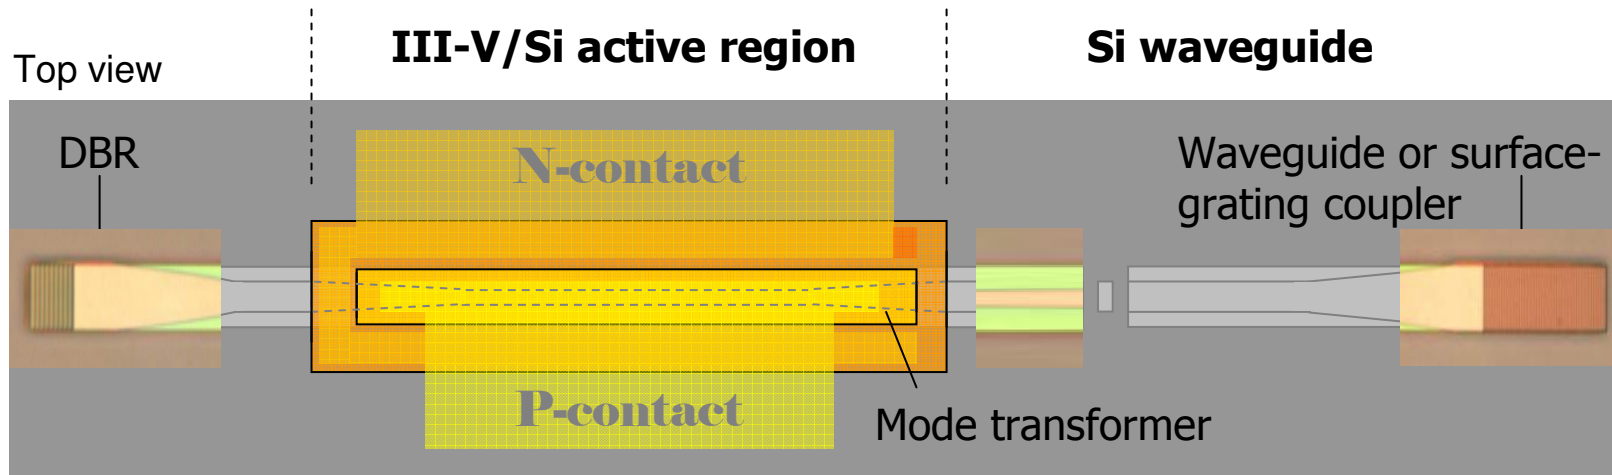 III-V/Si active region
Si waveguide
Top view
DBR
N-contact
Waveguide or surface-
grating coupler
P-contact
Mode transformer